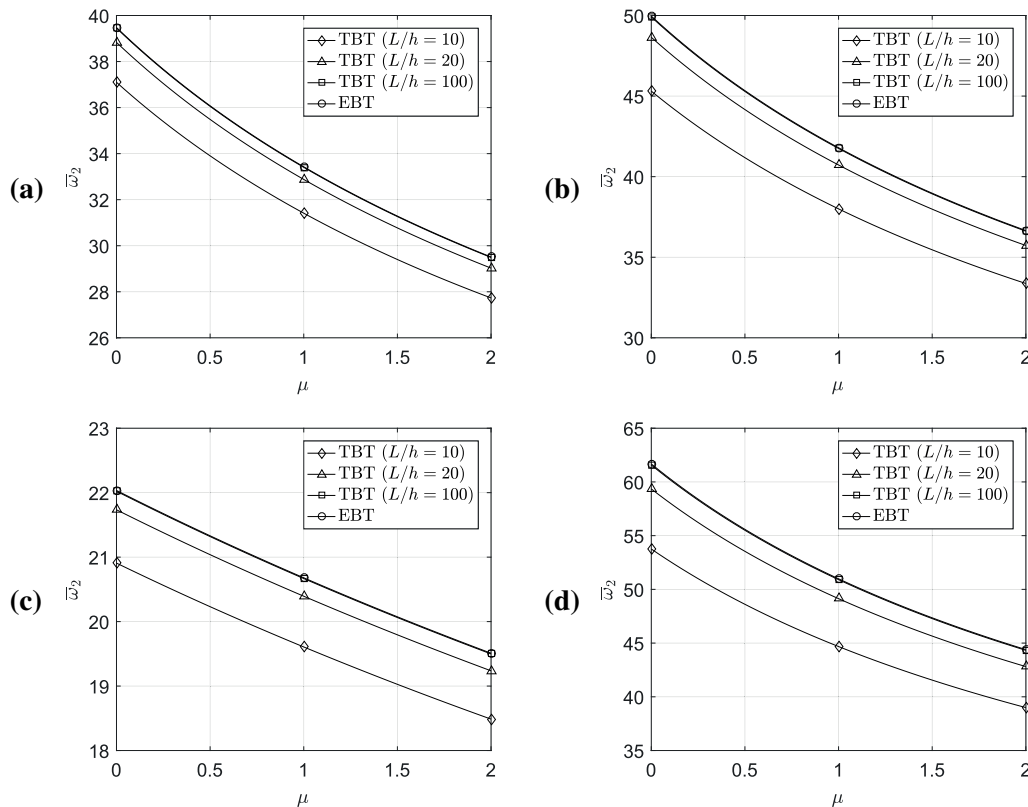 (a)
40
38
36
34
32
30
28
26
ω̅₂
0
0.5
1
1.5
2
μ
TBT (L/h = 10)
TBT (L/h = 20)
TBT (L/h = 100)
EBT
(b)
50
45
40
35
30
ω̅₂
0
0.5
1
1.5
2
μ
TBT (L/h = 10)
TBT (L/h = 20)
TBT (L/h = 100)
EBT
(c)
23
22
21
20
19
18
ω̅₂
0
0.5
1
1.5
2
μ
TBT (L/h = 10)
TBT (L/h = 20)
TBT (L/h = 100)
EBT
(d)
65
60
55
50
45
40
35
ω̅₂
0
0.5
1
1.5
2
μ
TBT (L/h = 10)
TBT (L/h = 20)
TBT (L/h = 100)
EBT